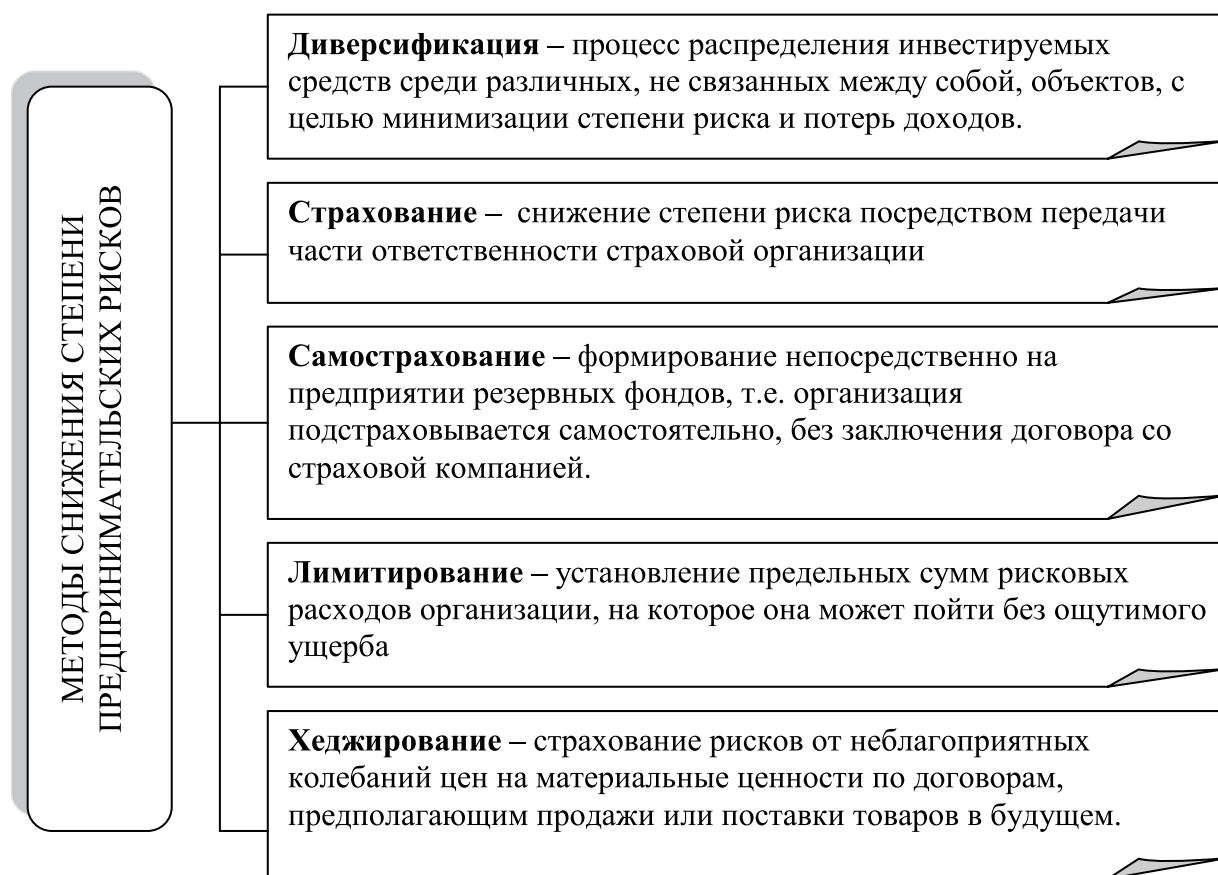 МЕТОДЫ СНИЖЕНИЯ СТЕПЕНИ
ПРЕДПРИНИМАТЕЛЬСКИХ РИСКОВ
Диверсификация – процесс распределения инвестируемых
средств среди различных, не связанных между собой, объектов, с
целью минимизации степени риска и потерь доходов.
Страхование – снижение степени риска посредством передачи
части ответственности страховой организации
Самострахование – формирование непосредственно на
предприятии резервных фондов, т.е. организация
подстраховывается самостоятельно, без заключения договора со
страховой компанией.
Лимитирование – установление предельных сумм рисковых
расходов организации, на которое она может пойти без ощутимого
ущерба
Хеджирование – страхование рисков от неблагоприятных
колебаний цен на материальные ценности по договорам,
предполагающим продажи или поставки товаров в будущем.